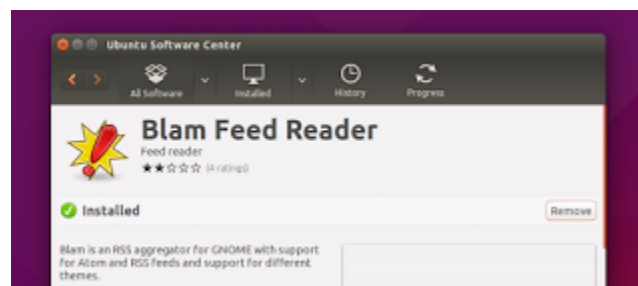 Ubuntu Software Center
All Software
Installed
History
Progress
Blam Feed Reader
Feed reader
(4 ratings)
Installed
Remove
Blam is an RSS aggregator for GNOME with support
for Atom and RSS feeds and support for different
themes.